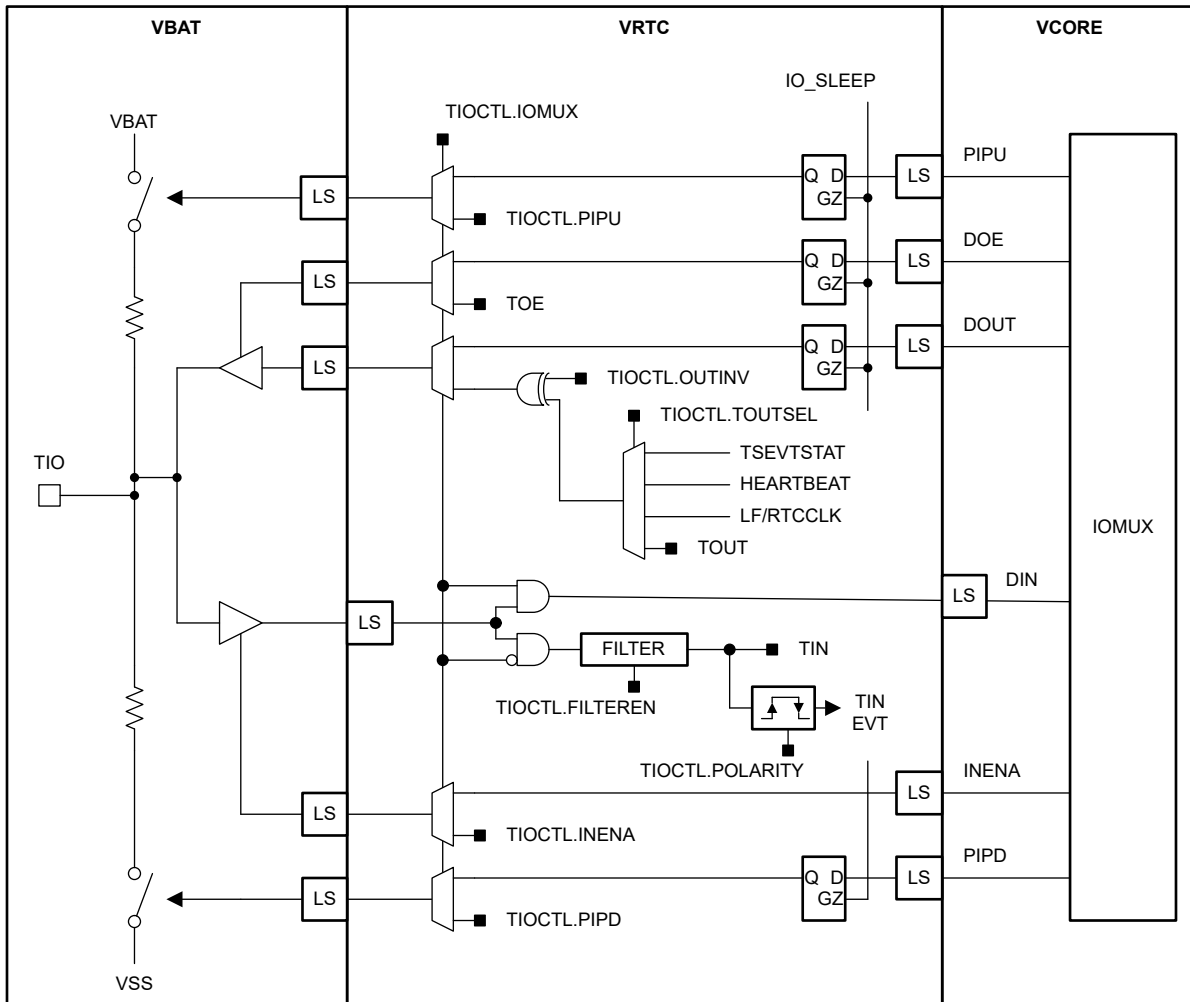 VBAT
VRTC
VCORE
IO_SLEEP
TIOCTL.IOMUX
VBAT
PIPU
LS
Q D
GZ
LS
TIOCTL.PIPU
DOE
LS
Q D
GZ
LS
TOE
DOUT
LS
Q D
GZ
LS
TIOCTL.OUTINV
TIOCTL.TOUTSEL
TSEVTSTAT
TIO
HEARTBEAT
LF/RTCCLK
IOMUX
TOUT
DIN
LS
LS
FILTER
TIN
TIOCTL.FILTEREN
TIN
EVT
TIOCTL.POLARITY
INENA
LS
LS
TIOCTL.INENA
PIPD
LS
Q D
GZ
LS
TIOCTL.PIPD
VSS